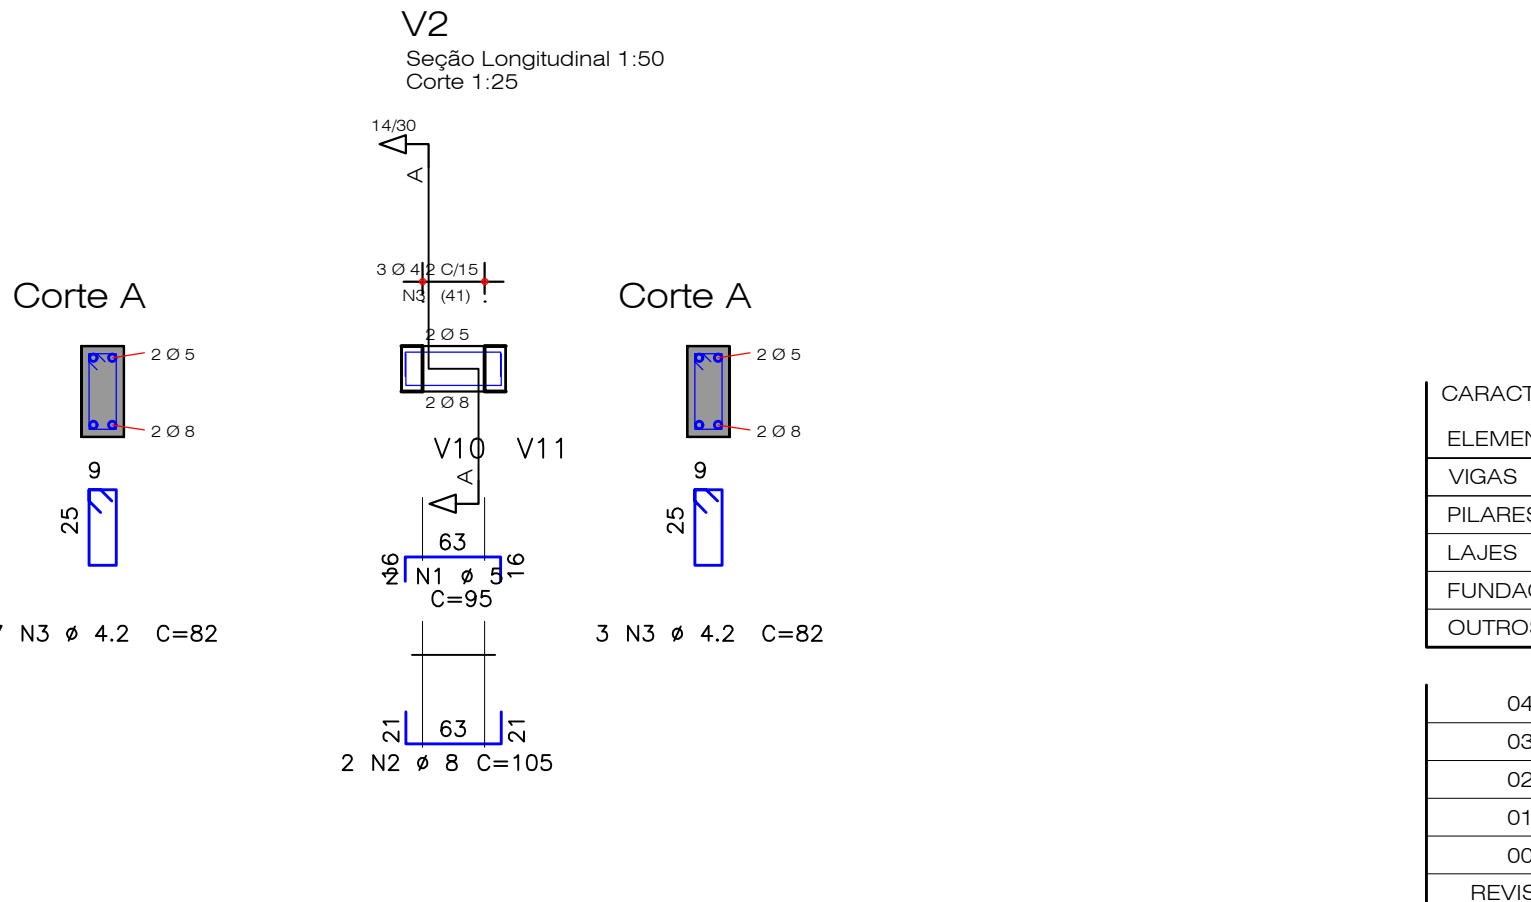 V2
Seção Longitudinal 1:50
Corte 1:25
14/30
A
3 Ø 4.2 C/15
N3 (41)
2 Ø 5
2 Ø 8
V10 V11
A
63
16 16
2 N1 ø 5
C=95
21 63 21
2 N2 ø 8 C=105
Corte A
2 Ø 5
2 Ø 8
9
25
N3 ø 4.2 C=82
Corte A
2 Ø 5
2 Ø 8
9
25
3 N3 ø 4.2 C=82
CARACT
ELEMEN
VIGAS
PILARES
LAJES
FUNDAÇ
OUTROS
04
03
02
01
00
REVIS